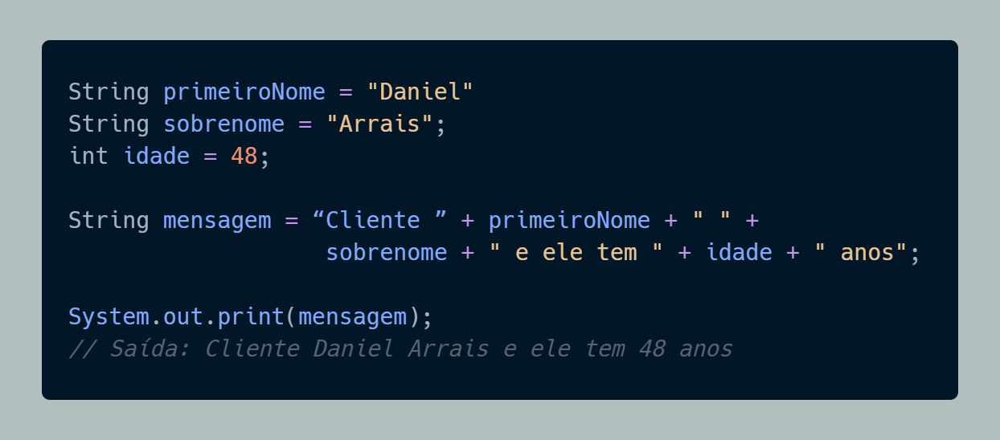 String primeiroNome = "Daniel"
String sobrenome = "Arrais";
int idade = 48;
String mensagem = “Cliente ” + primeiroNome + " " +
sobrenome + " e ele tem " + idade + " anos";
System.out.print(mensagem);
// Saída: Cliente Daniel Arrais e ele tem 48 anos